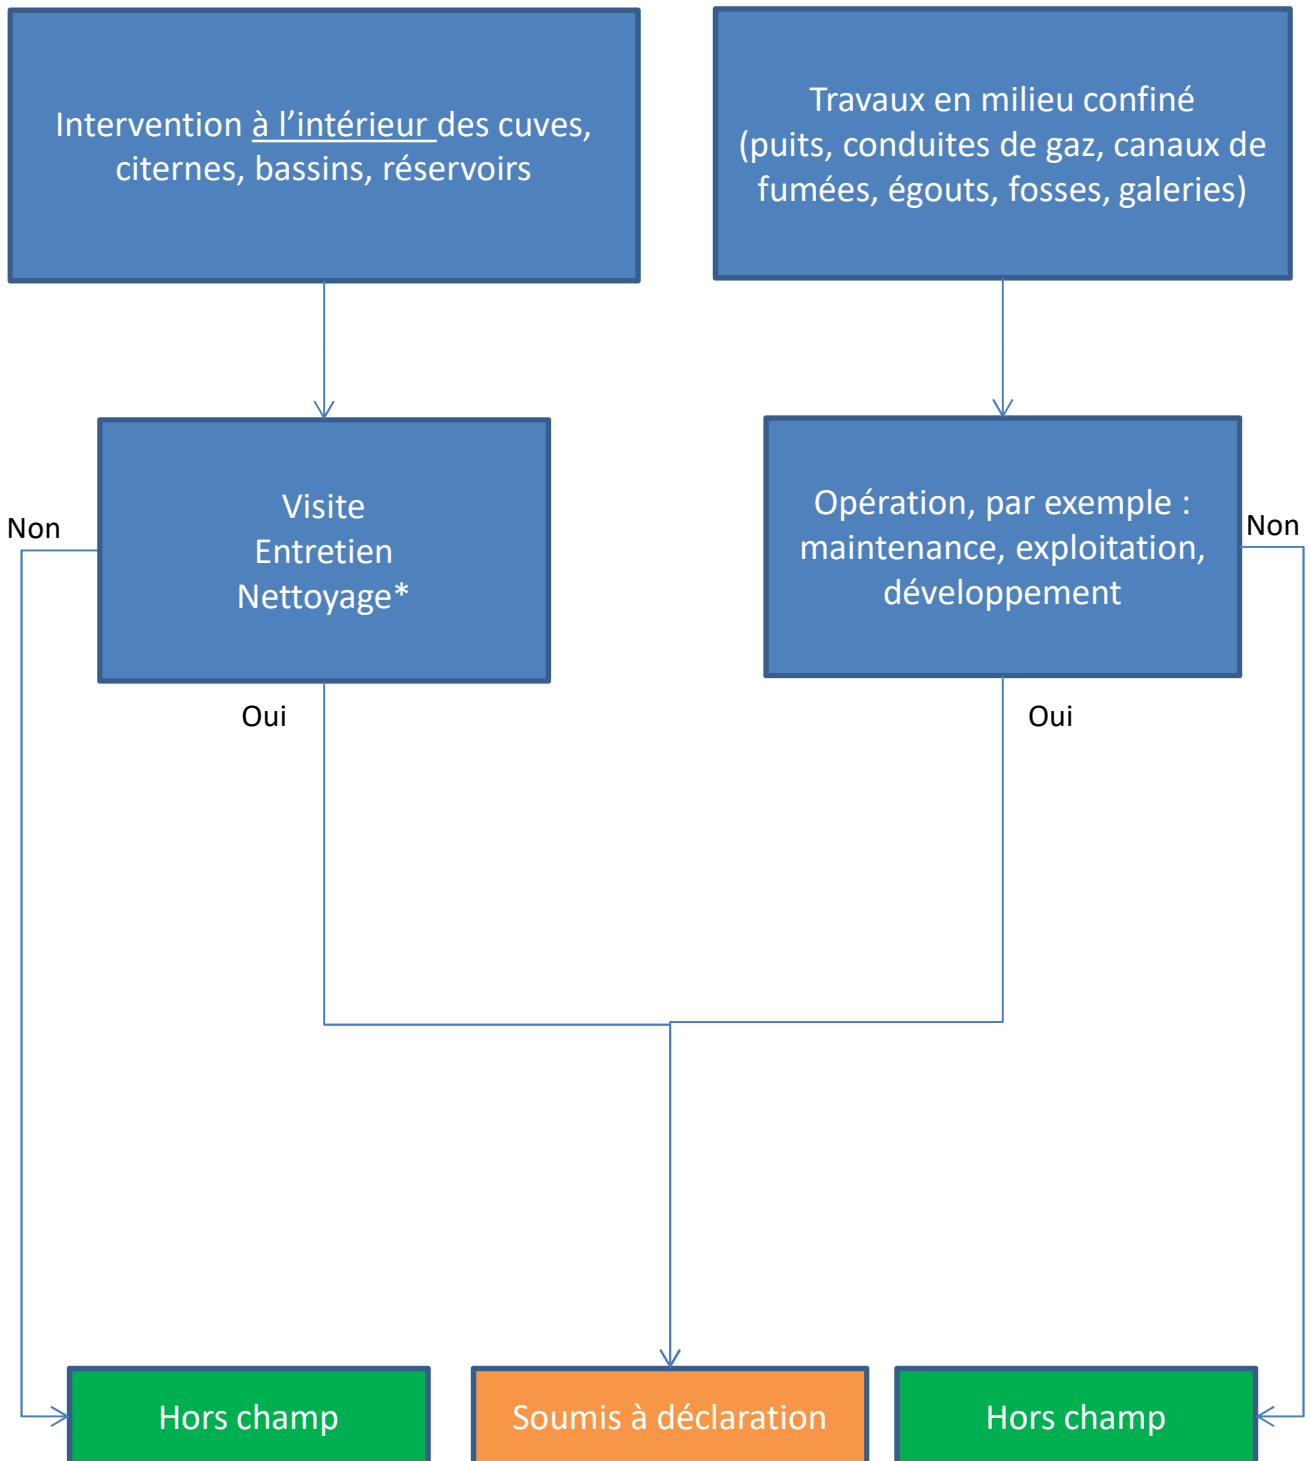 Intervention à l'intérieur des cuves,
citernes, bassins, réservoirs
Travaux en milieu confiné
(puits, conduites de gaz, canaux de
fumées, égouts, fosses, galeries)
Non
Visite
Entretien
Nettoyage*
Opération, par exemple :
maintenance, exploitation,
développement
Non
Oui
Oui
Hors champ
Soumis à déclaration
Hors champ